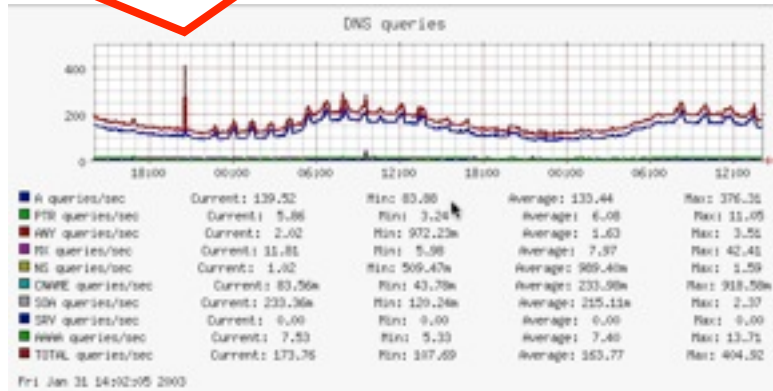 DNS queries
400
200
0
18:00 00:00 06:00 12:00 18:00 00:00 06:00 12:00
A queries/sec Current: 139.52 Min: 83.88 Average: 133.44 Max: 376.31
PTR queries/sec Current: 5.86 Min: 3.24 Average: 6.08 Max: 11.05
ANY queries/sec Current: 2.02 Min: 972.23m Average: 1.63 Max: 3.51
MX queries/sec Current: 11.81 Min: 5.98 Average: 7.97 Max: 42.41
NS queries/sec Current: 1.02 Min: 509.47m Average: 989.40m Max: 1.59
CNAME queries/sec Current: 83.56m Min: 43.78m Average: 233.98m Max: 918.58m
SOA queries/sec Current: 233.36m Min: 120.24m Average: 215.11m Max: 2.37
SRV queries/sec Current: 0.00 Min: 0.00 Average: 0.00 Max: 0.00
AAAA queries/sec Current: 7.53 Min: 5.33 Average: 7.40 Max: 13.71
TOTAL queries/sec Current: 173.76 Min: 107.69 Average: 163.77 Max: 404.92
Fri Jan 31 14:02:05 2003